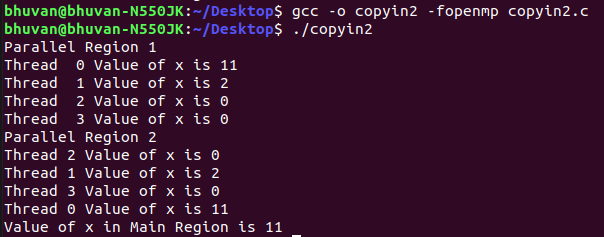 bhuvan@bhuvan-N550JK:~/Desktop$ gcc -o copyin2 -fopenmp copyin2.c
bhuvan@bhuvan-N550JK:~/Desktop$ ./copyin2
Parallel Region 1
Thread  0 Value of x is 11
Thread  1 Value of x is 2
Thread  2 Value of x is 0
Thread  3 Value of x is 0
Parallel Region 2
Thread 2 Value of x is 0
Thread 1 Value of x is 2
Thread 3 Value of x is 0
Thread 0 Value of x is 11
Value of x in Main Region is 11